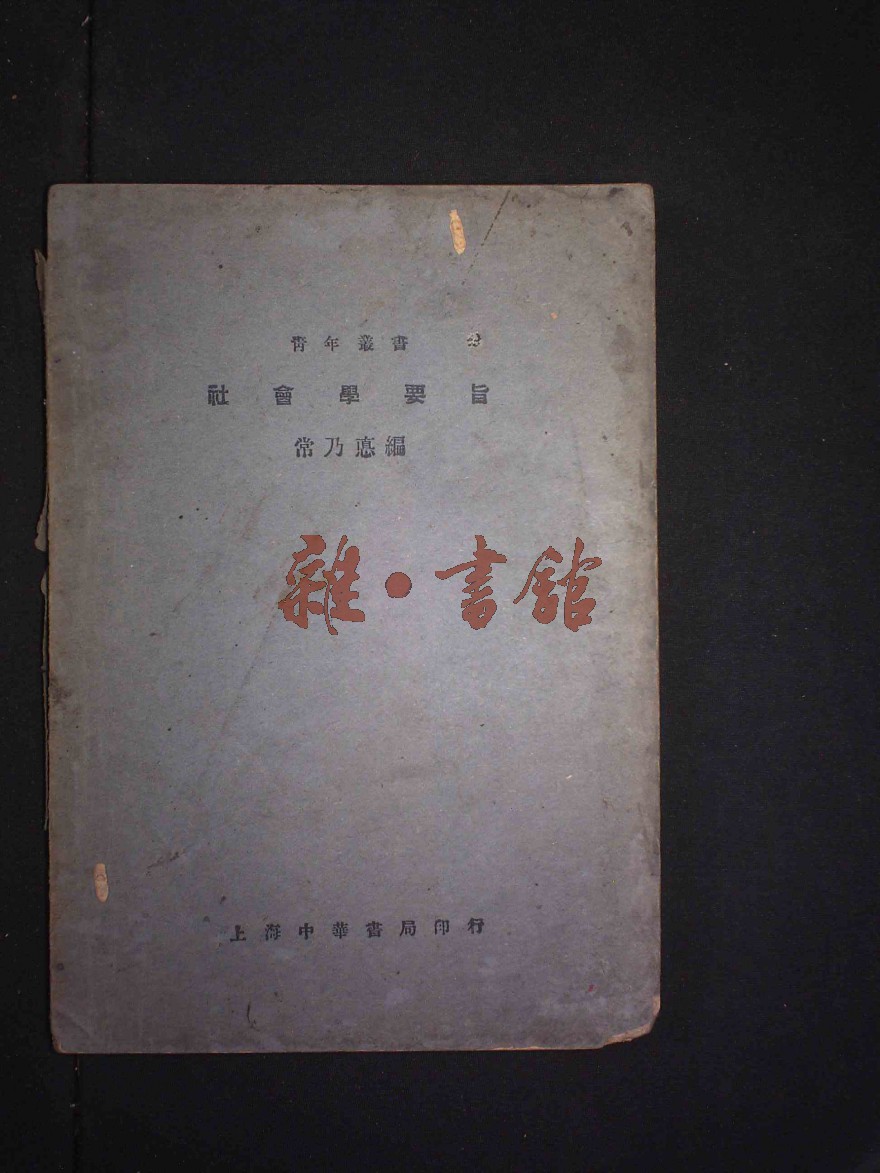 青年叢書
社會學要旨
常乃惪編
雜·書館
上海中華書局印行